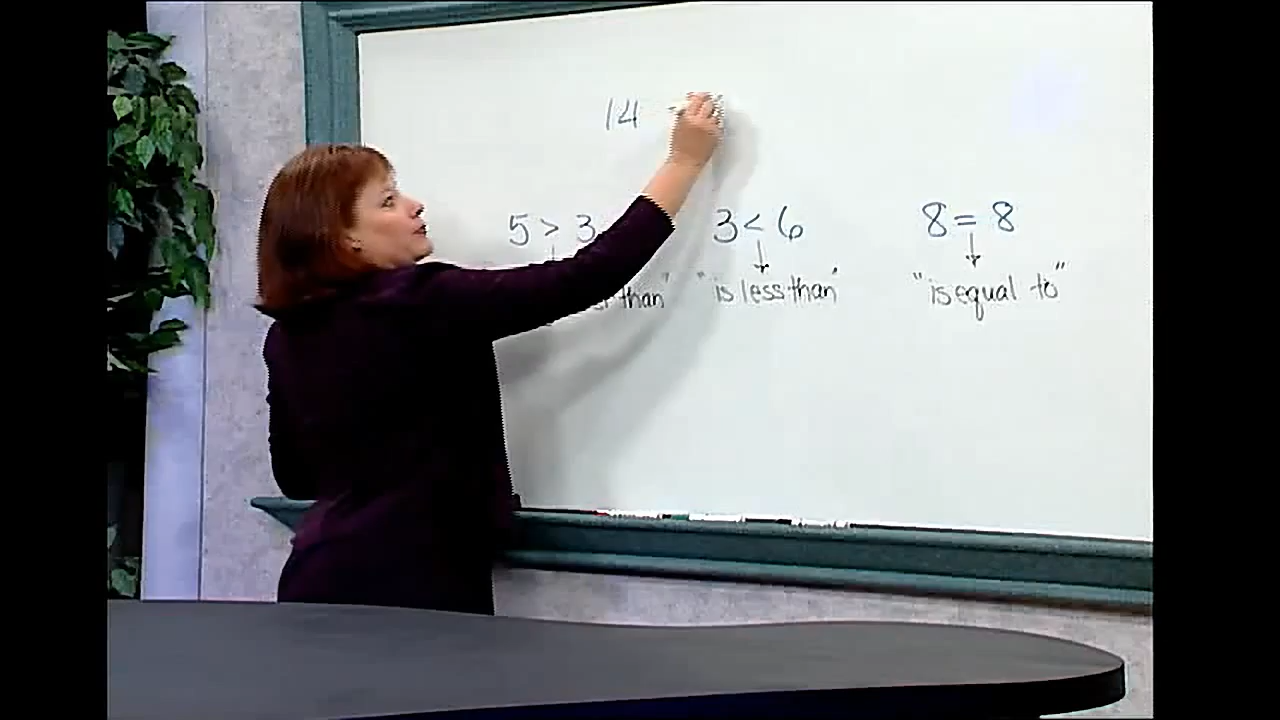 14
5 > 3 3 < 6 8 = 8
than" "is less than" "is equal to"